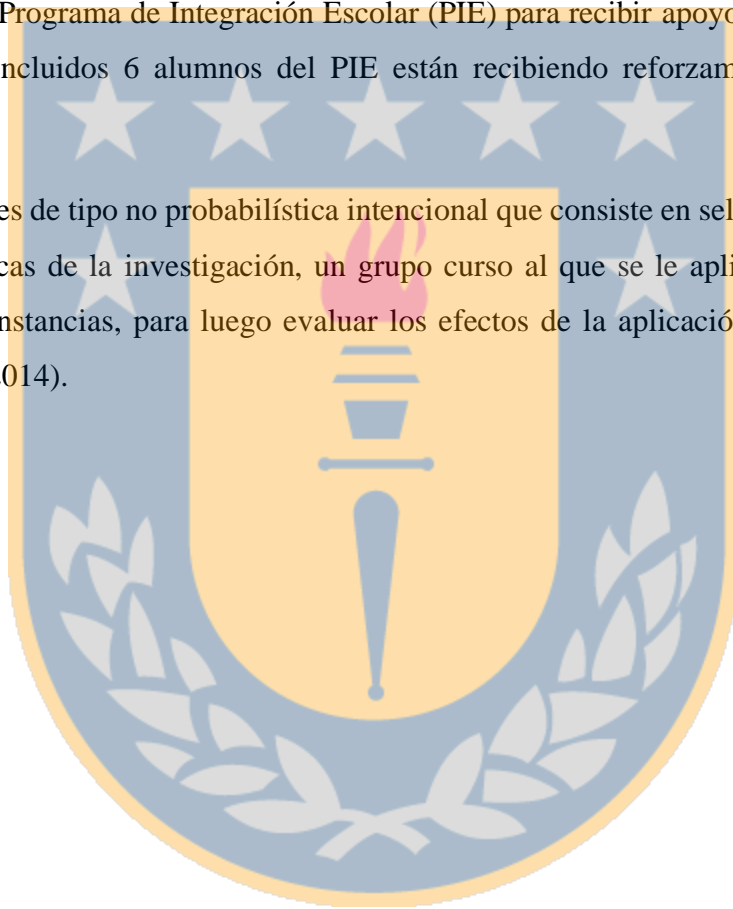 Programa de Integración Escolar (PIE) para recibir apoyo
ncluidos 6 alumnos del PIE están recibiendo reforzam
es de tipo no probabilística intencional que consiste en sel
cas de la investigación, un grupo curso al que se le apli
nstancias, para luego evaluar los efectos de la aplicació
014).